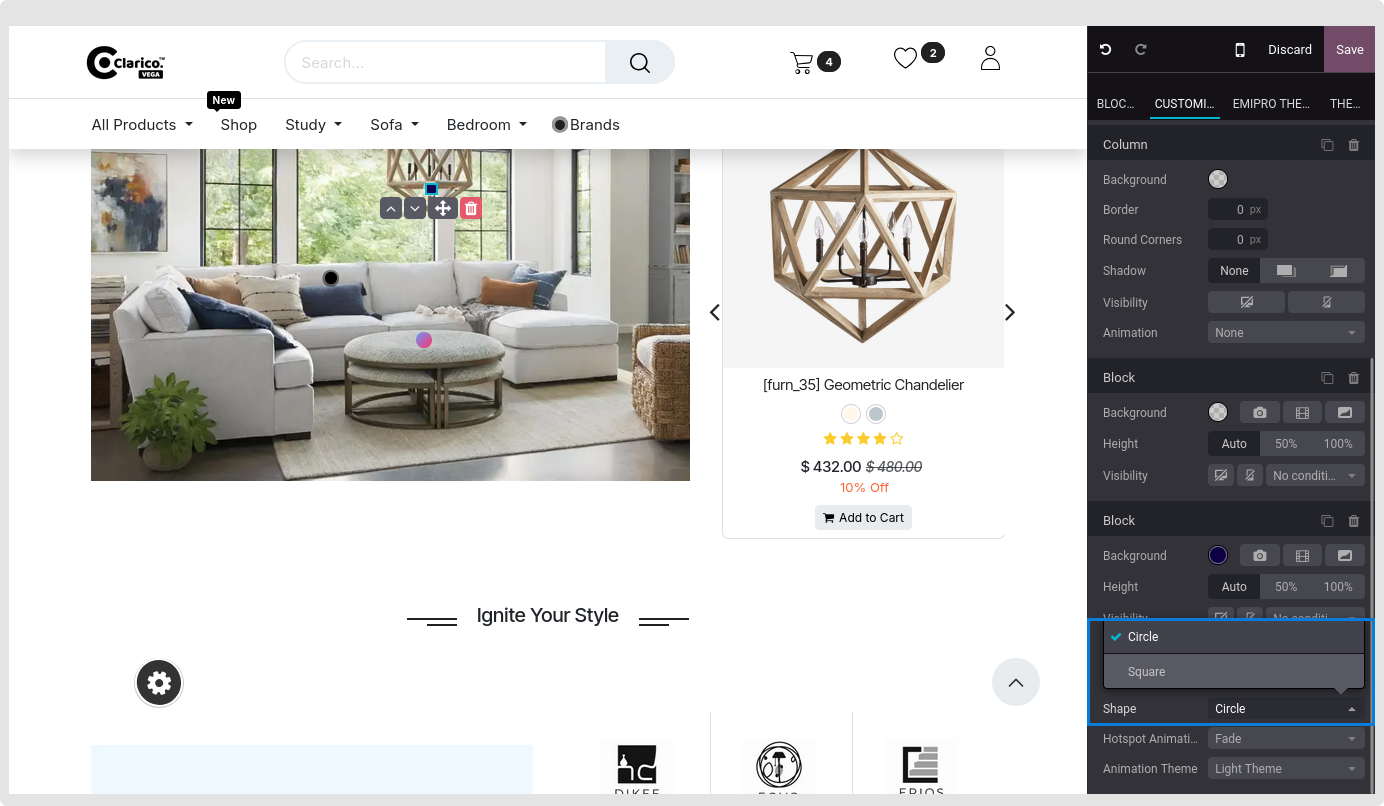 Clarico.™
VEGA
Search...
4
2
New
All Products
Shop
Study
Sofa
Bedroom
Brands
[furn_35] Geometric Chandelier
$ 432.00 $ 480.00
10% Off
Add to Cart
Ignite Your Style
Discard
Save
BLOC...
CUSTOMI...
EMIPRO THE...
THE...
Column
Background
Border 0 px
Round Corners 0 px
Shadow None
Visibility
Animation None
Block
Background
Height Auto 50% 100%
Visibility No conditi...
Block
Background
Height Auto 50% 100%
Visibility No conditi...
Circle
Square
Shape Circle
Hotspot Animati... Fade
Animation Theme Light Theme